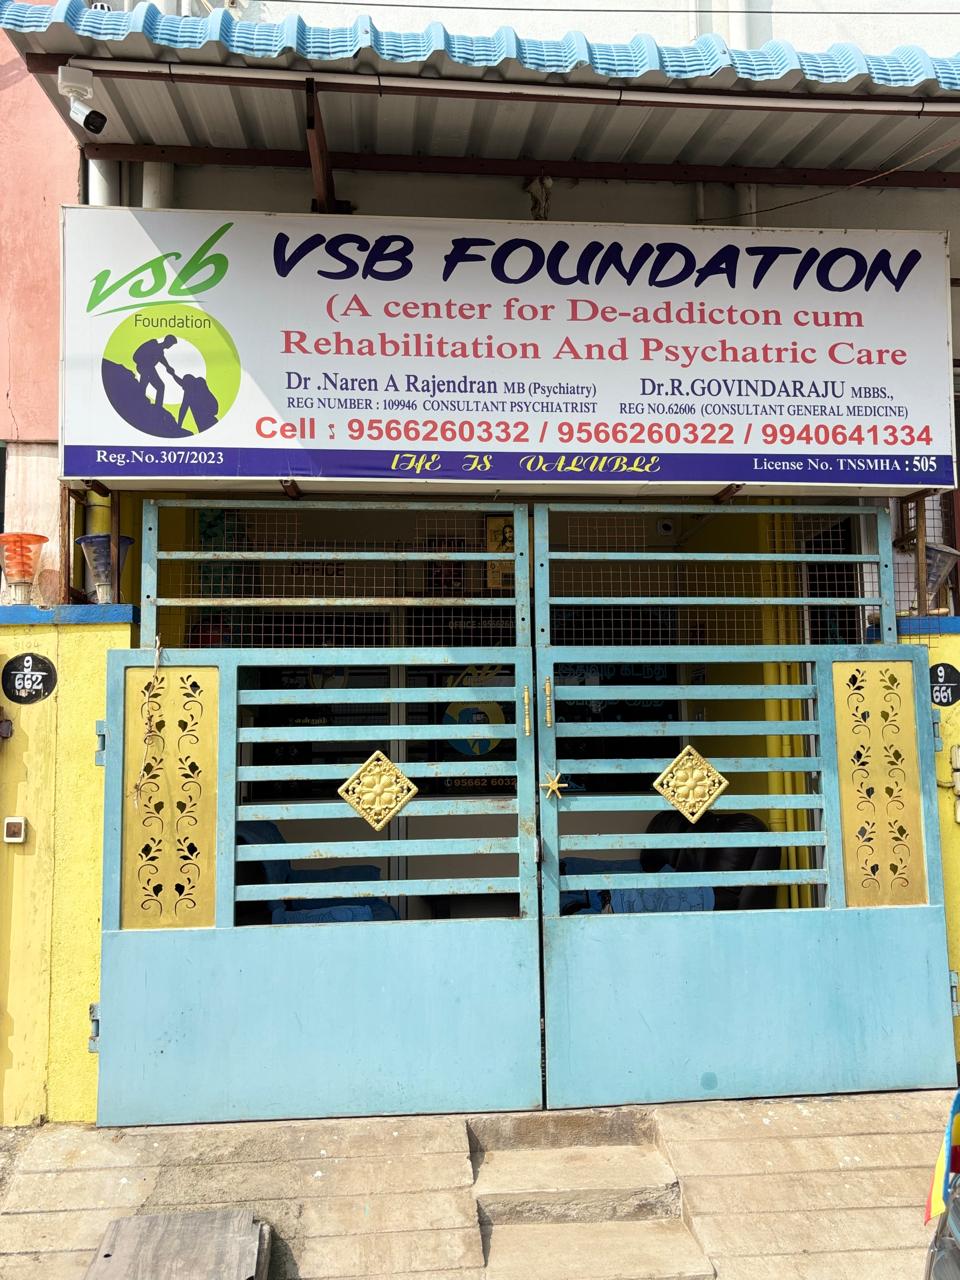 vsb
Foundation
VSB FOUNDATION
(A center for De-addicton cum
Rehabilitation And Psychatric Care
Dr .Naren A Rajendran MB (Psychiatry)
REG NUMBER : 109946 CONSULTANT PSYCHIATRIST
Dr.R.GOVINDARAJU MBBS.,
REG NO.62606 (CONSULTANT GENERAL MEDICINE)
Cell : 9566260332 / 9566260322 / 9940641334
Reg.No.307/2023
LIfE IS VALUBLE
License No. TNSMHA : 505
OFFICE
9
662
9
661